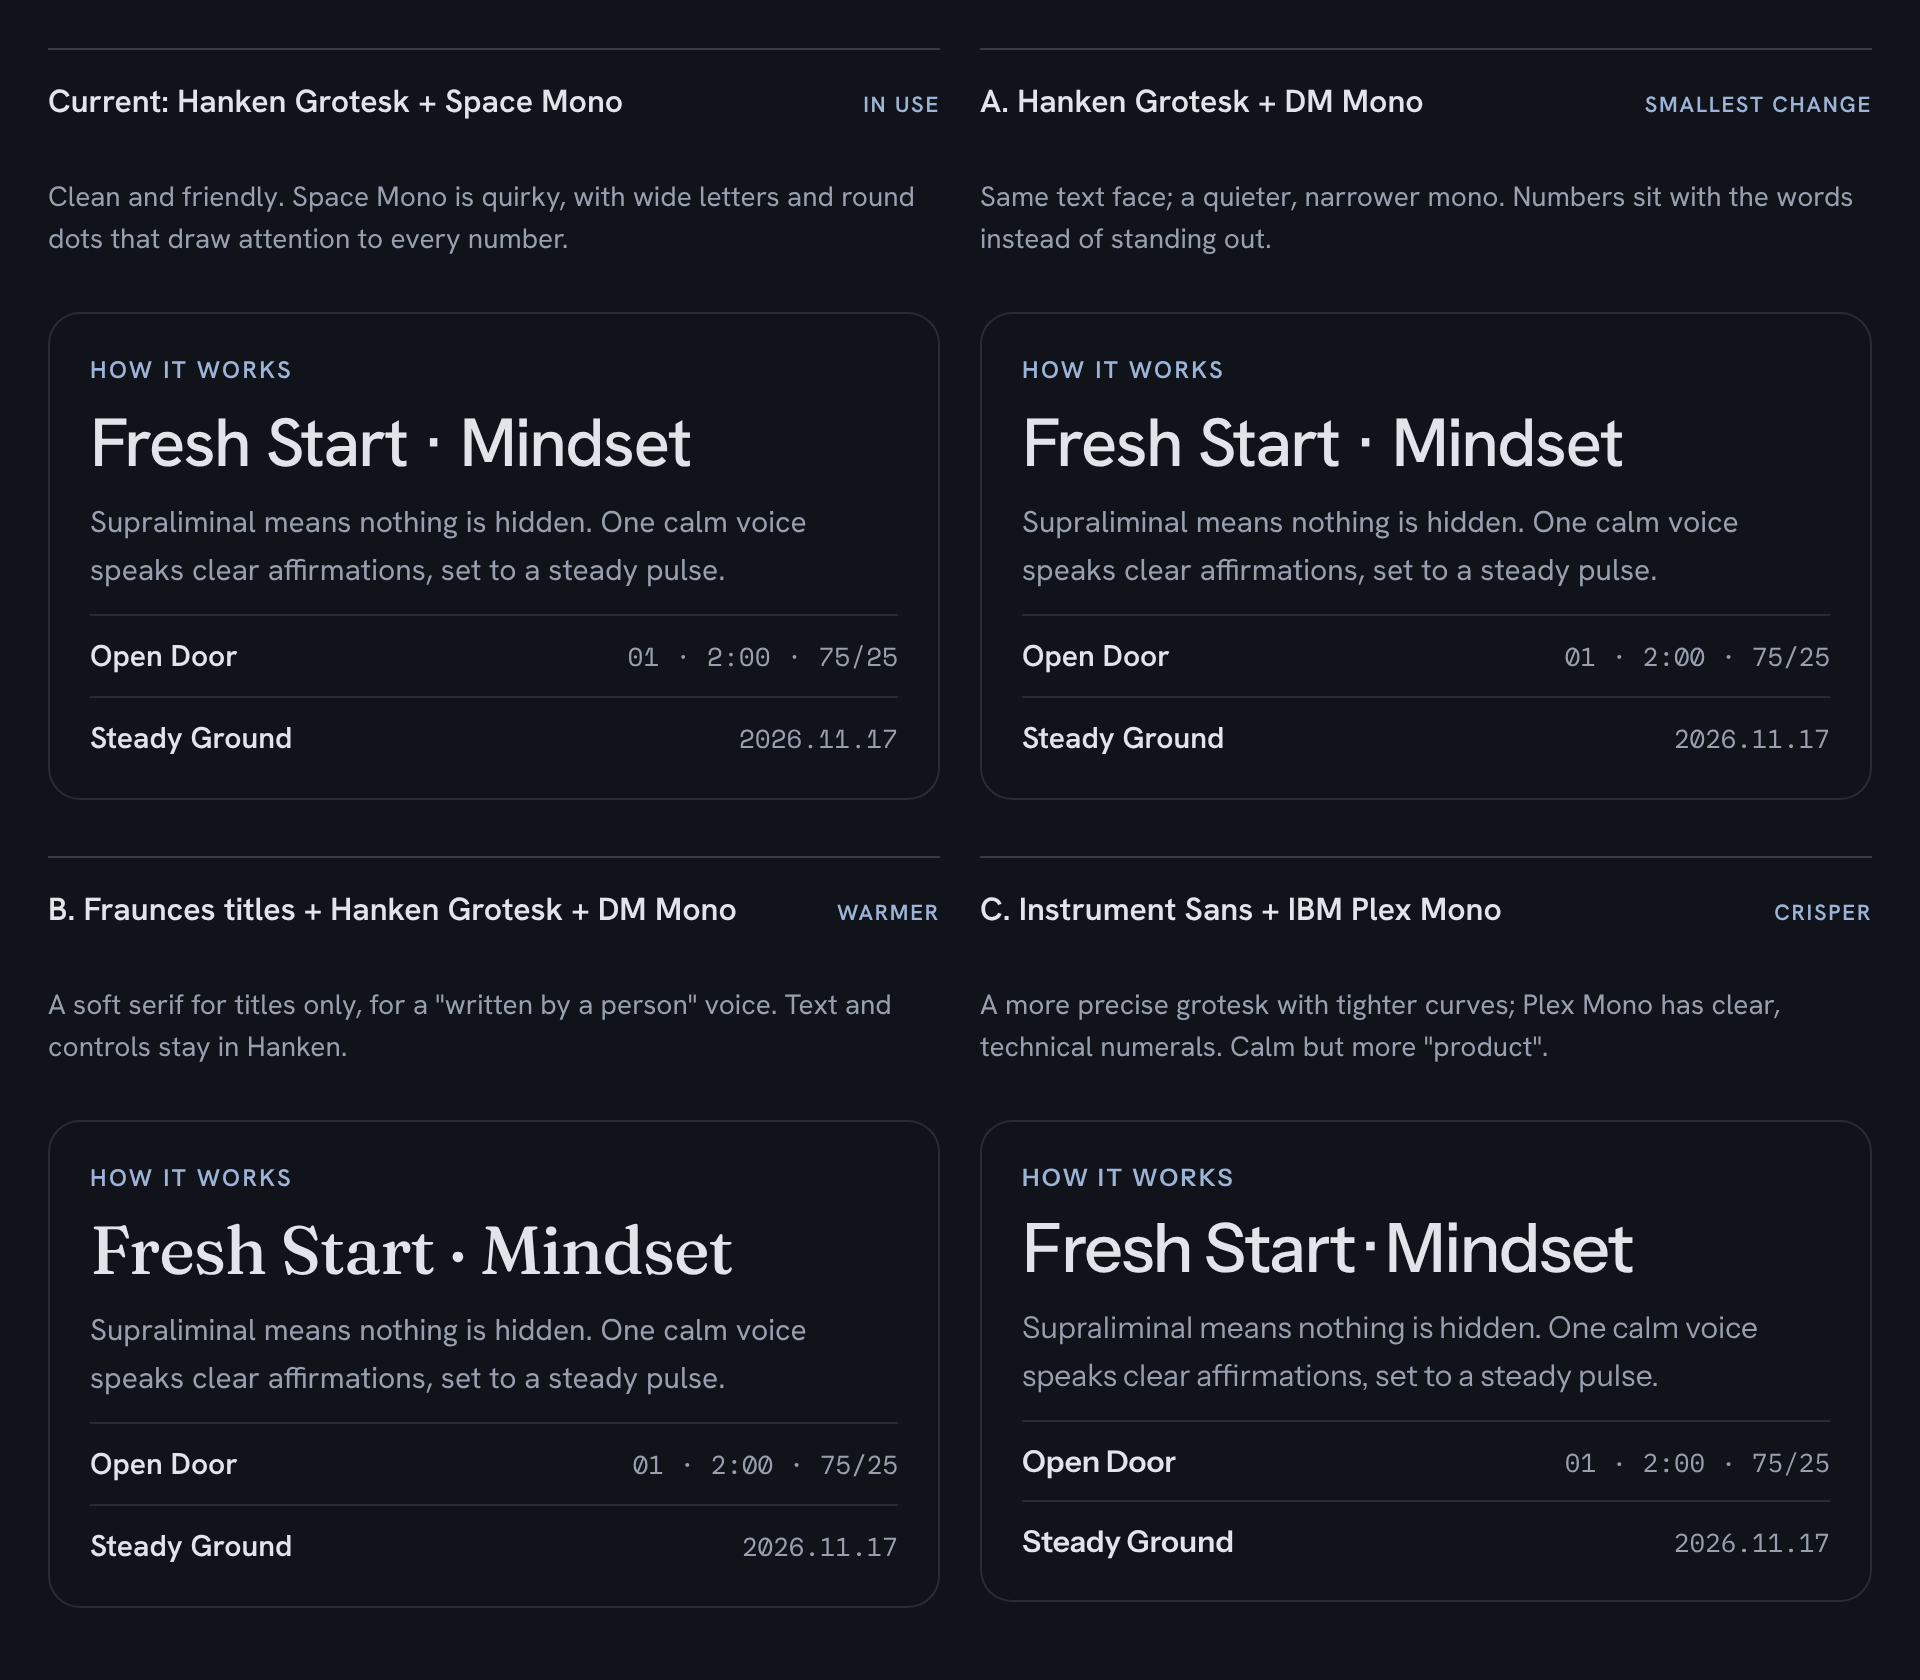 Current: Hanken Grotesk + Space Mono
IN USE
Clean and friendly. Space Mono is quirky, with wide letters and round
dots that draw attention to every number.
HOW IT WORKS
Fresh Start · Mindset
Supraliminal means nothing is hidden. One calm voice
speaks clear affirmations, set to a steady pulse.
Open Door
01 · 2:00 · 75/25
Steady Ground
2026.11.17
A. Hanken Grotesk + DM Mono
SMALLEST CHANGE
Same text face; a quieter, narrower mono. Numbers sit with the words
instead of standing out.
HOW IT WORKS
Fresh Start · Mindset
Supraliminal means nothing is hidden. One calm voice
speaks clear affirmations, set to a steady pulse.
Open Door
01 · 2:00 · 75/25
Steady Ground
2026.11.17
B. Fraunces titles + Hanken Grotesk + DM Mono
WARMER
A soft serif for titles only, for a "written by a person" voice. Text and
controls stay in Hanken.
HOW IT WORKS
Fresh Start · Mindset
Supraliminal means nothing is hidden. One calm voice
speaks clear affirmations, set to a steady pulse.
Open Door
01 · 2:00 · 75/25
Steady Ground
2026.11.17
C. Instrument Sans + IBM Plex Mono
CRISPER
A more precise grotesk with tighter curves; Plex Mono has clear,
technical numerals. Calm but more "product".
HOW IT WORKS
Fresh Start · Mindset
Supraliminal means nothing is hidden. One calm voice
speaks clear affirmations, set to a steady pulse.
Open Door
01 · 2:00 · 75/25
Steady Ground
2026.11.17